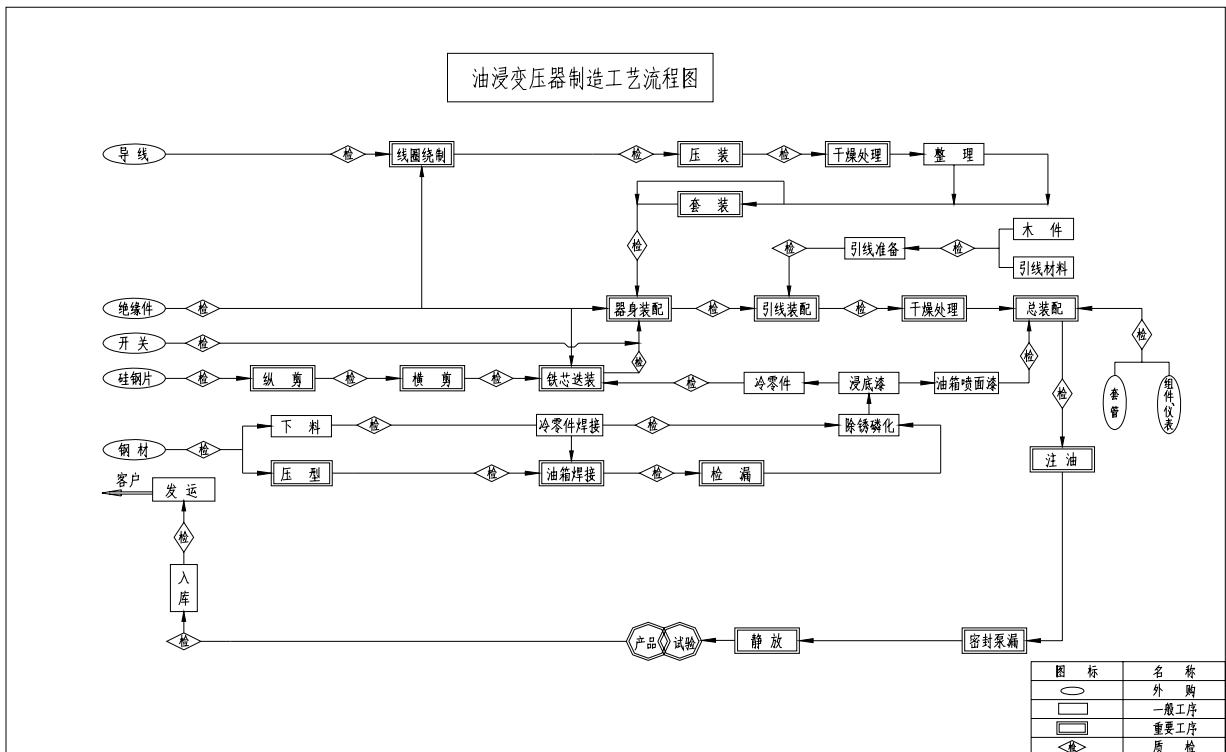 油浸变压器制造工艺流程图
导线
检
线圈绕制
检
压装
检
干燥处理
整理
套装
检
检
引线准备
检
木件
引线材料
绝缘件
检
器身装配
检
引线装配
检
干燥处理
总装配
开关
检
检
检
检
硅钢片
检
纵剪
检
横剪
检
铁芯迭装
检
冷零件
浸底漆
油箱喷面漆
检
套管
组件、仪表
钢材
检
下料
检
冷零件焊接
检
除锈磷化
压型
检
油箱焊接
检
检漏
注油
客户
发运
检
入库
检
产品
试验
静放
密封泵漏
图标
名称
外购
一般工序
重要工序
检
质检